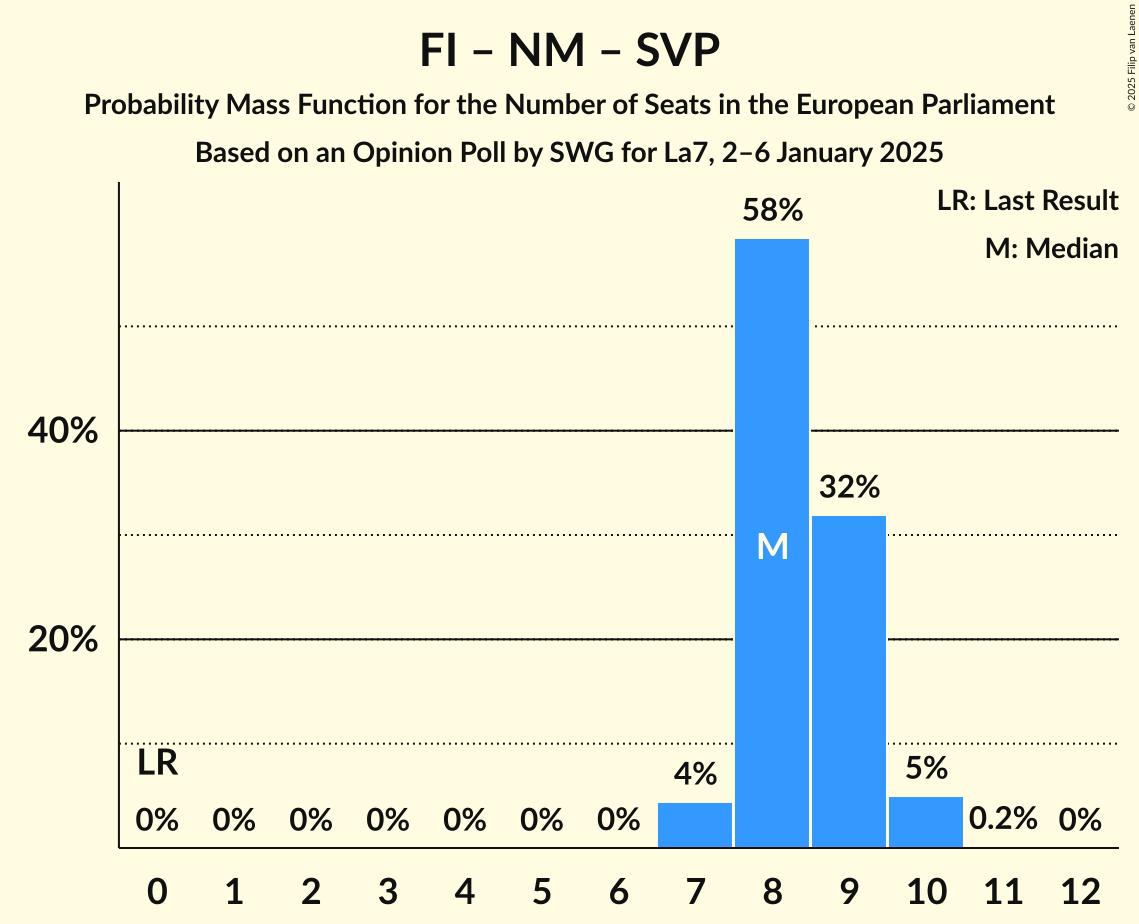 FI – NM – SVP
Probability Mass Function for the Number of Seats in the European Parliament
Based on an Opinion Poll by SWG for La7, 2–6 January 2025
© 2025 Filip van Laenen
LR: Last Result
M: Median
58%
40%
32%
M
20%
LR
4%
5%
0% 0% 0% 0% 0% 0% 0% 0.2% 0%
0 1 2 3 4 5 6 7 8 9 10 11 12